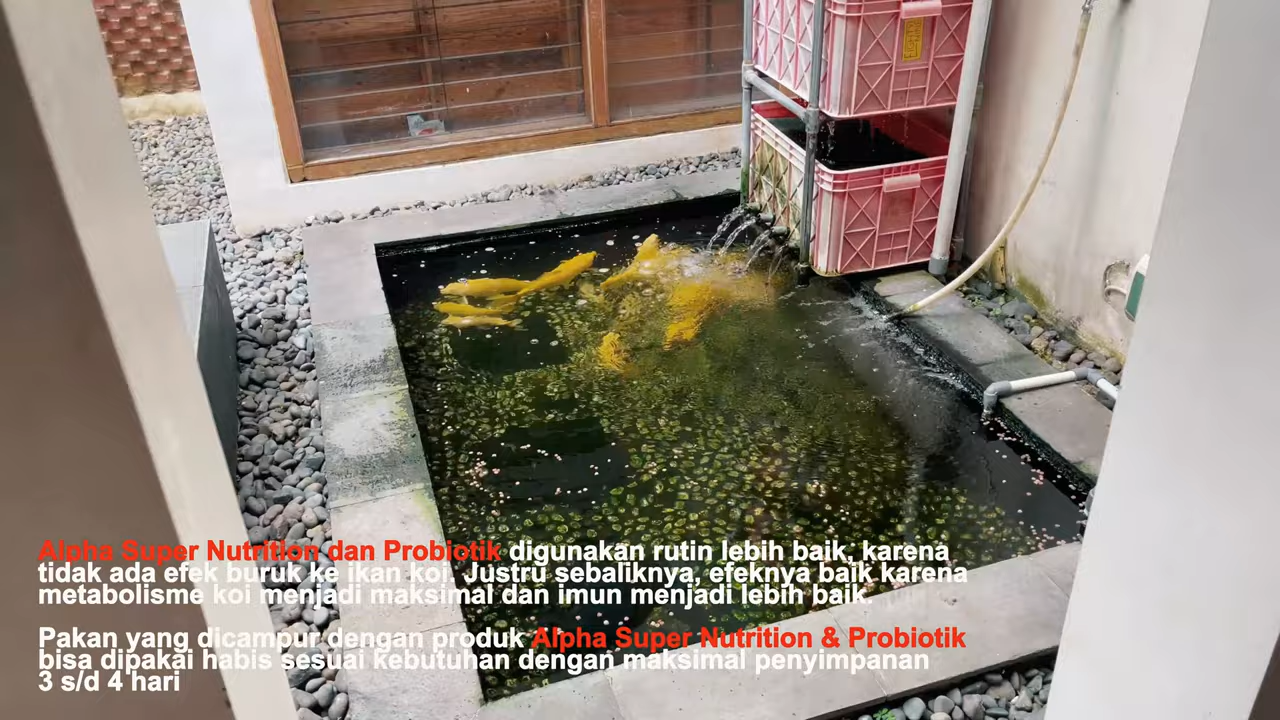 Alpha Super Nutrition dan Probiotik digunakan rutin lebih baik, karena
tidak ada efek buruk ke ikan koi. Justru sebaliknya, efeknya baik karena
metabolisme koi menjadi maksimal dan imun menjadi lebih baik.
Pakan yang dicampur dengan produk Alpha Super Nutrition & Probiotik
bisa dipakai habis sesuai kebutuhan dengan maksimal penyimpanan
3 s/d 4 hari